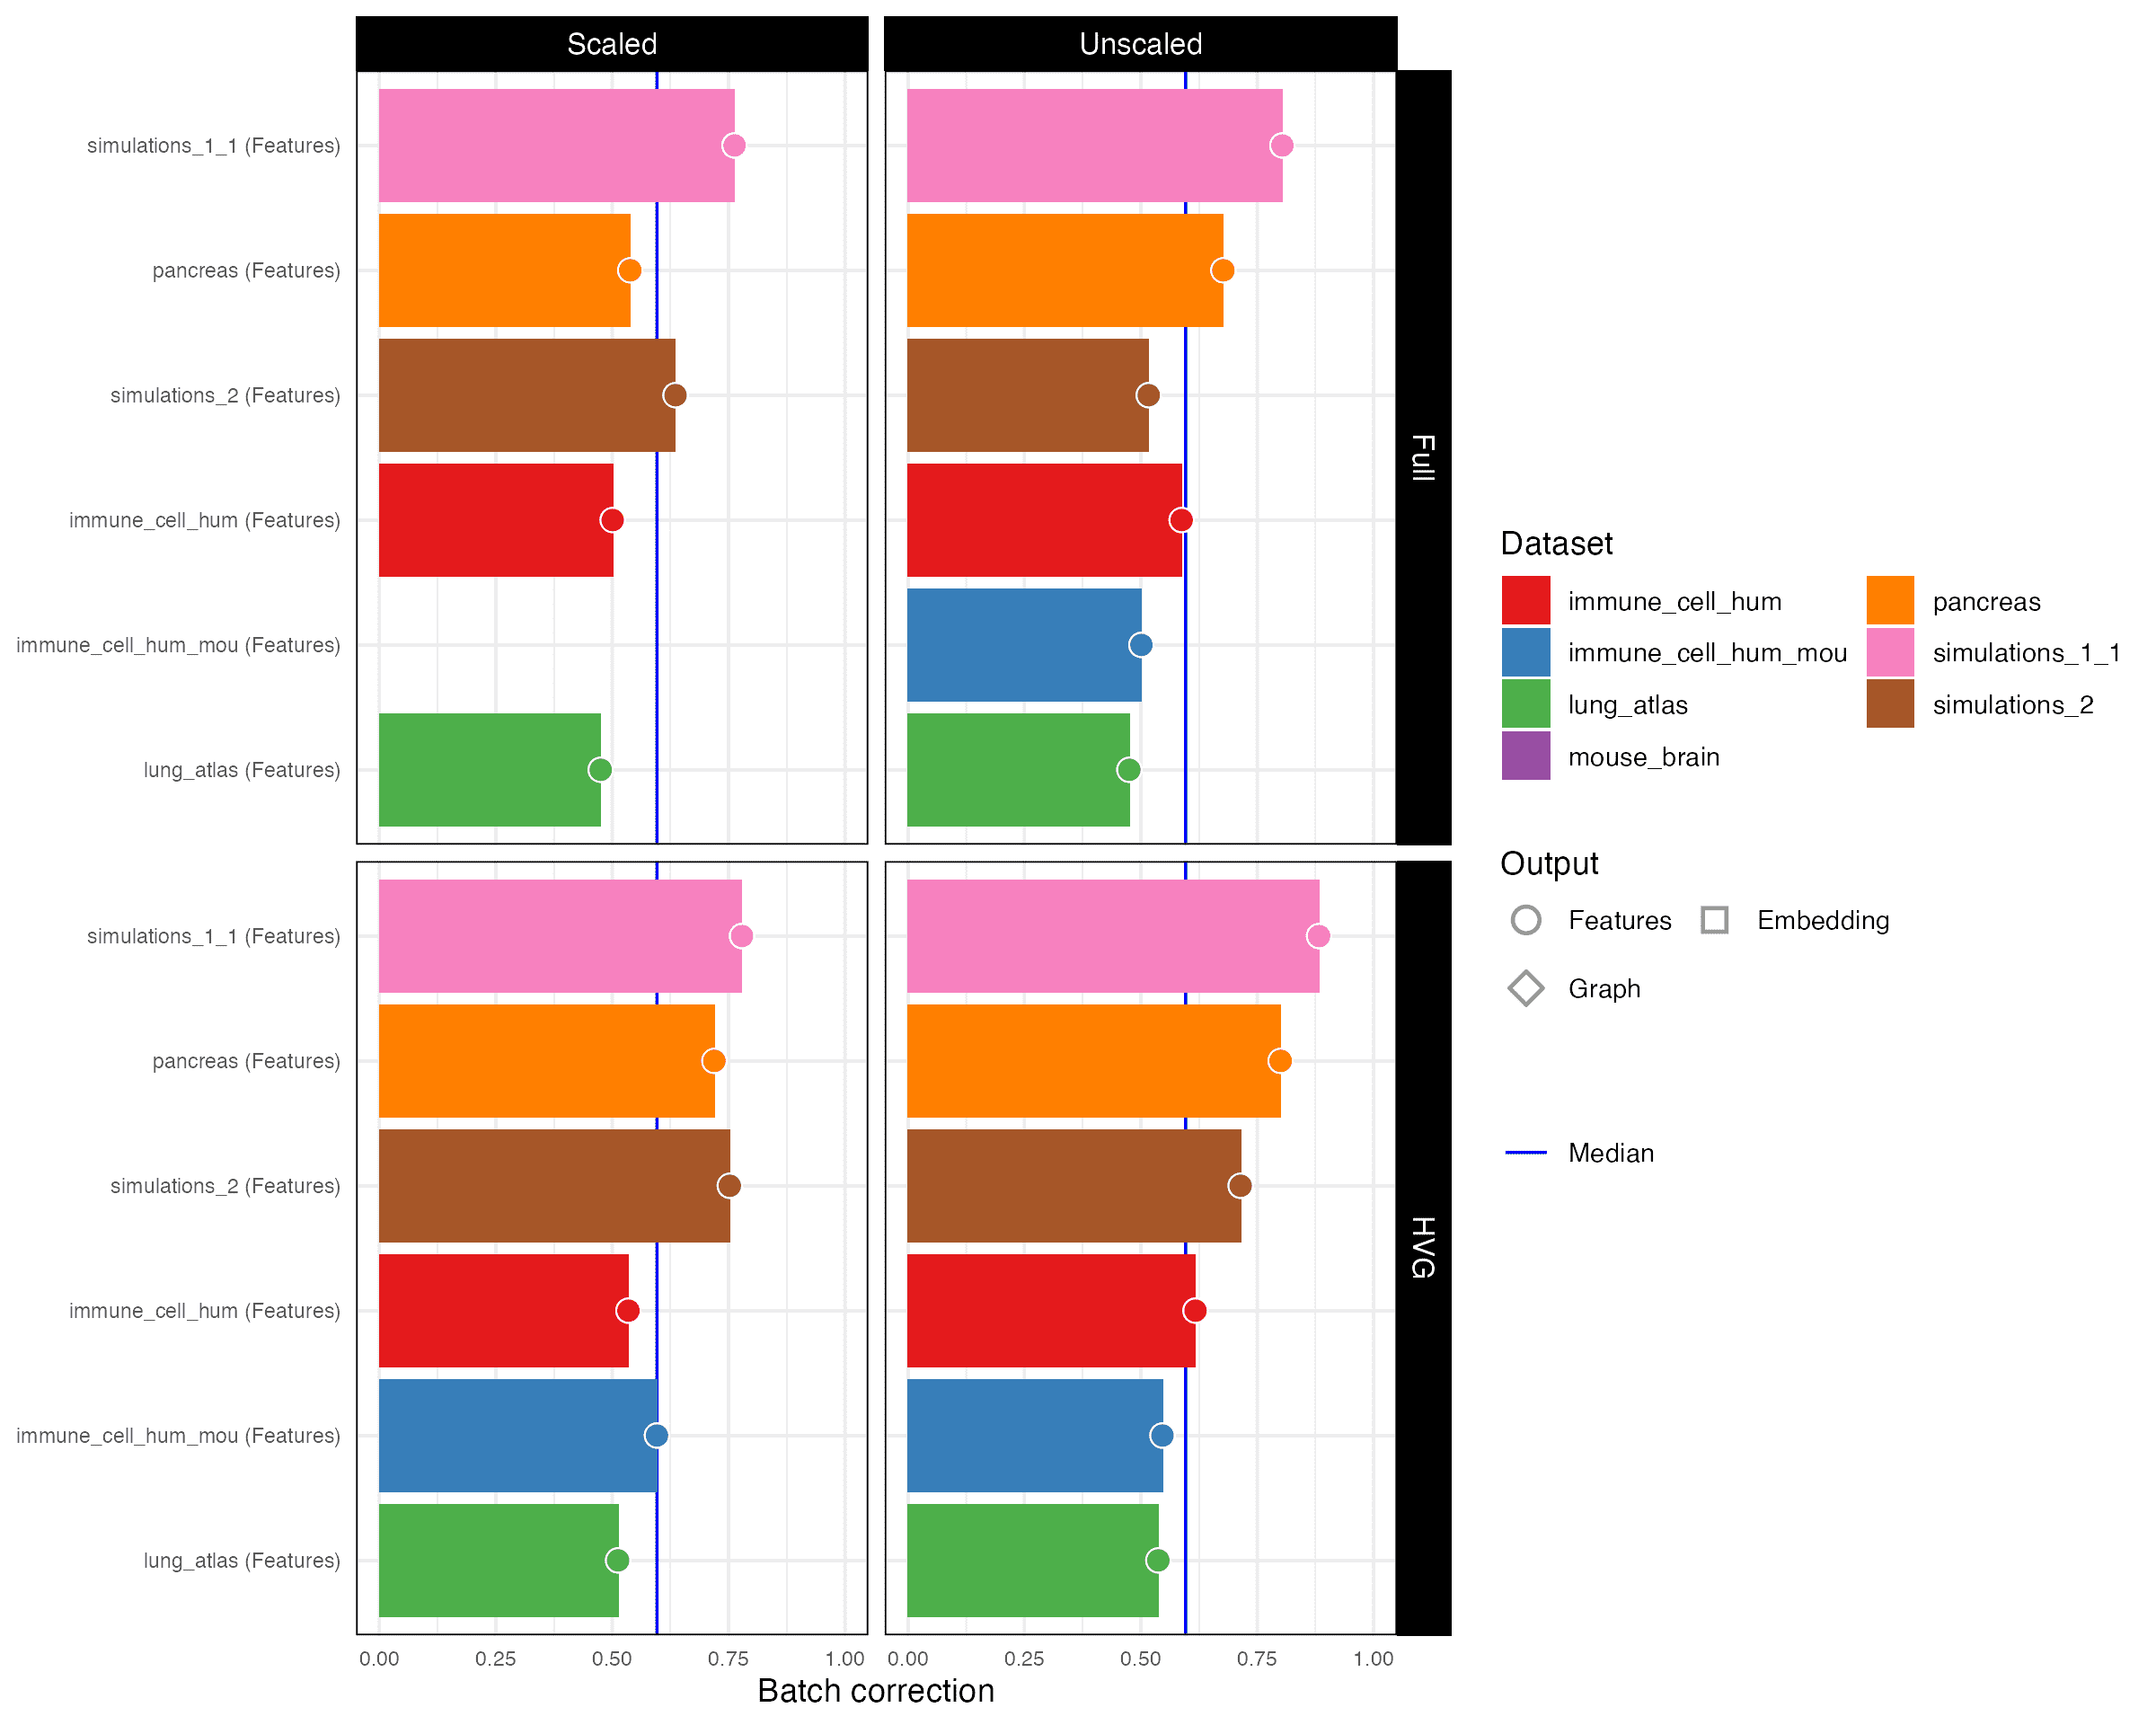 Scaled
Unscaled
simulations_1_1 (Features)
pancreas (Features)
simulations_2 (Features)
immune_cell_hum (Features)
immune_cell_hum_mou (Features)
lung_atlas (Features)
Full
simulations_1_1 (Features)
pancreas (Features)
simulations_2 (Features)
immune_cell_hum (Features)
immune_cell_hum_mou (Features)
lung_atlas (Features)
HVG
0.00 0.25 0.50 0.75 1.00
0.00 0.25 0.50 0.75 1.00
Batch correction
Dataset
immune_cell_hum
immune_cell_hum_mou
lung_atlas
mouse_brain
pancreas
simulations_1_1
simulations_2
Output
Features
Embedding
Graph
Median